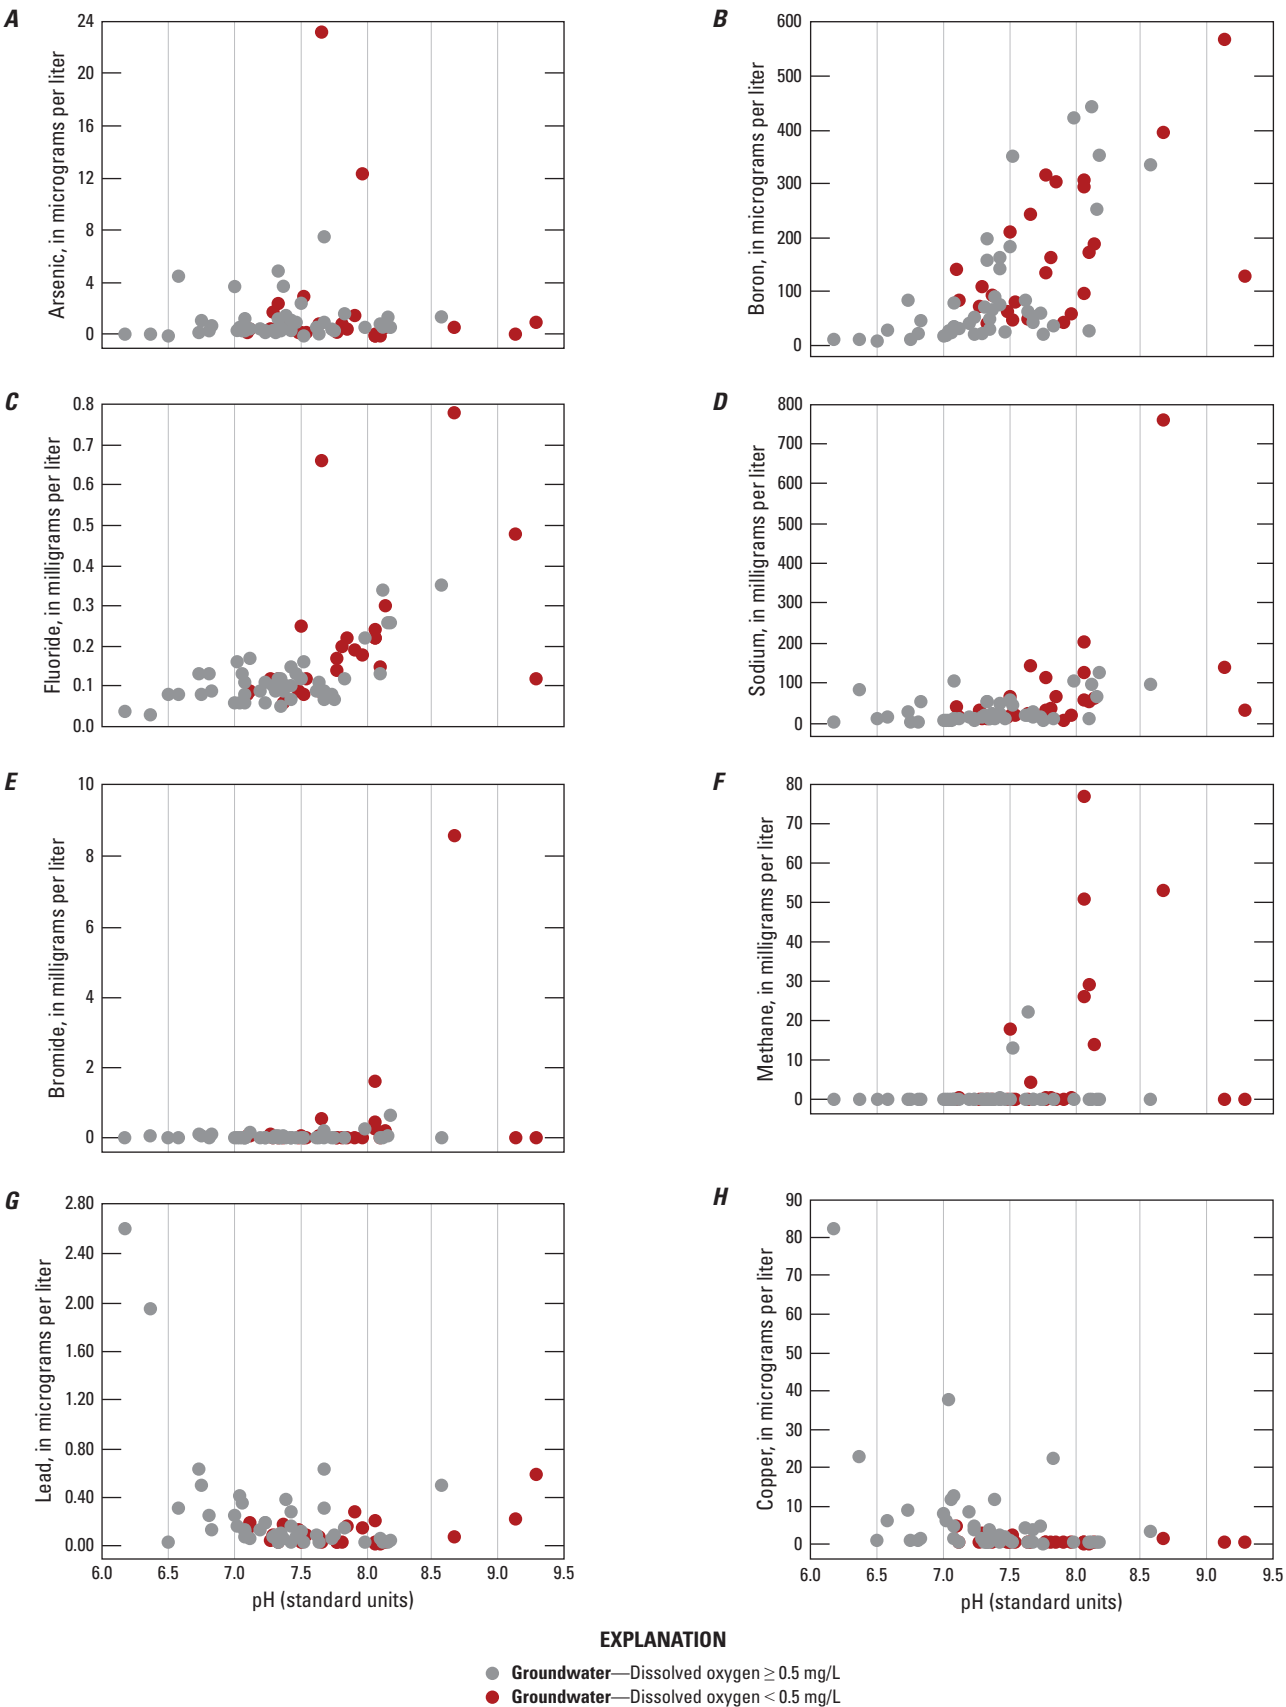 A
Arsenic, in micrograms per liter
24
20
16
12
8
4
0
B
Boron, in micrograms per liter
600
500
400
300
200
100
0
C
Fluoride, in milligrams per liter
0.8
0.7
0.6
0.5
0.4
0.3
0.2
0.1
0.0
D
Sodium, in milligrams per liter
800
700
600
500
400
300
200
100
0
E
Bromide, in milligrams per liter
10
8
6
4
2
0
F
Methane, in milligrams per liter
80
70
60
50
40
30
20
10
0
G
Lead, in micrograms per liter
2.80
2.40
2.00
1.60
1.20
0.80
0.40
0.00
6.0 7.0 7.5 8.0 8.5 9.0 9.5
pH (standard units)
H
Copper, in micrograms per liter
90
80
70
60
50
40
30
20
10
0
6.0 6.5 7.0 7.5 8.0 8.5 9.0 9.5
pH (standard units)
EXPLANATION
Groundwater—Dissolved oxygen ≥ 0.5 mg/L
Groundwater—Dissolved oxygen < 0.5 mg/L